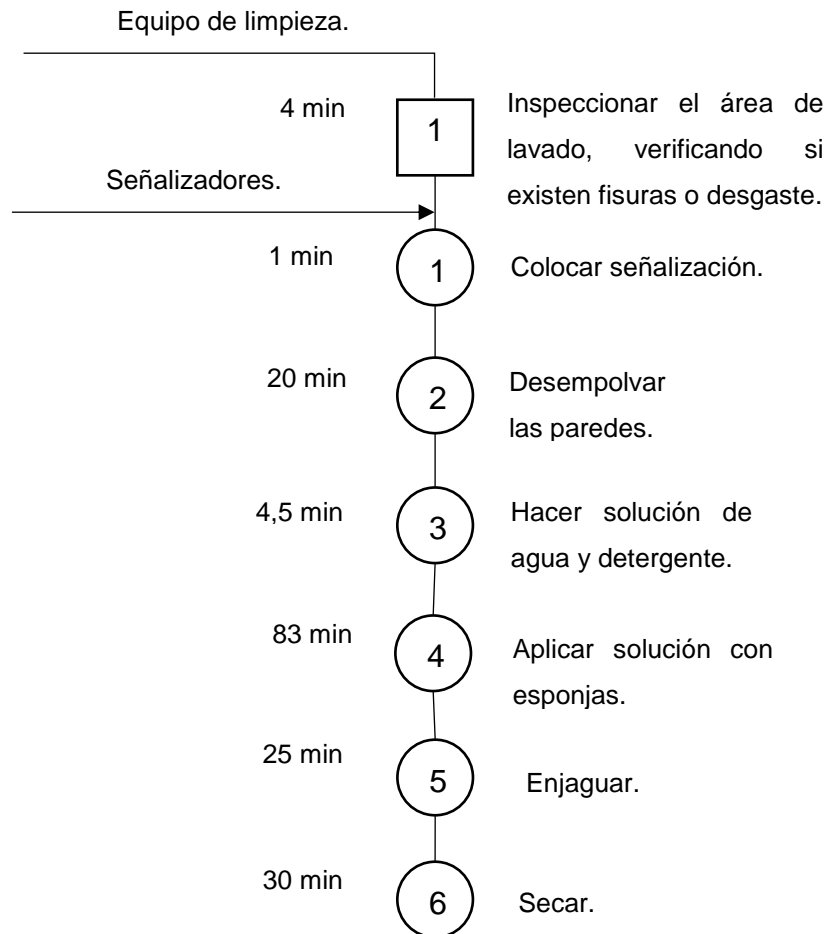 Equipo de limpieza.
4 min
1
Inspeccionar el área de
lavado, verificando si
existen fisuras o desgaste.
Señalizadores.
1 min
1
Colocar señalización.
20 min
2
Desempolvar
las paredes.
4,5 min
3
Hacer solución de
agua y detergente.
83 min
4
Aplicar solución con
esponjas.
25 min
5
Enjaguar.
30 min
6
Secar.